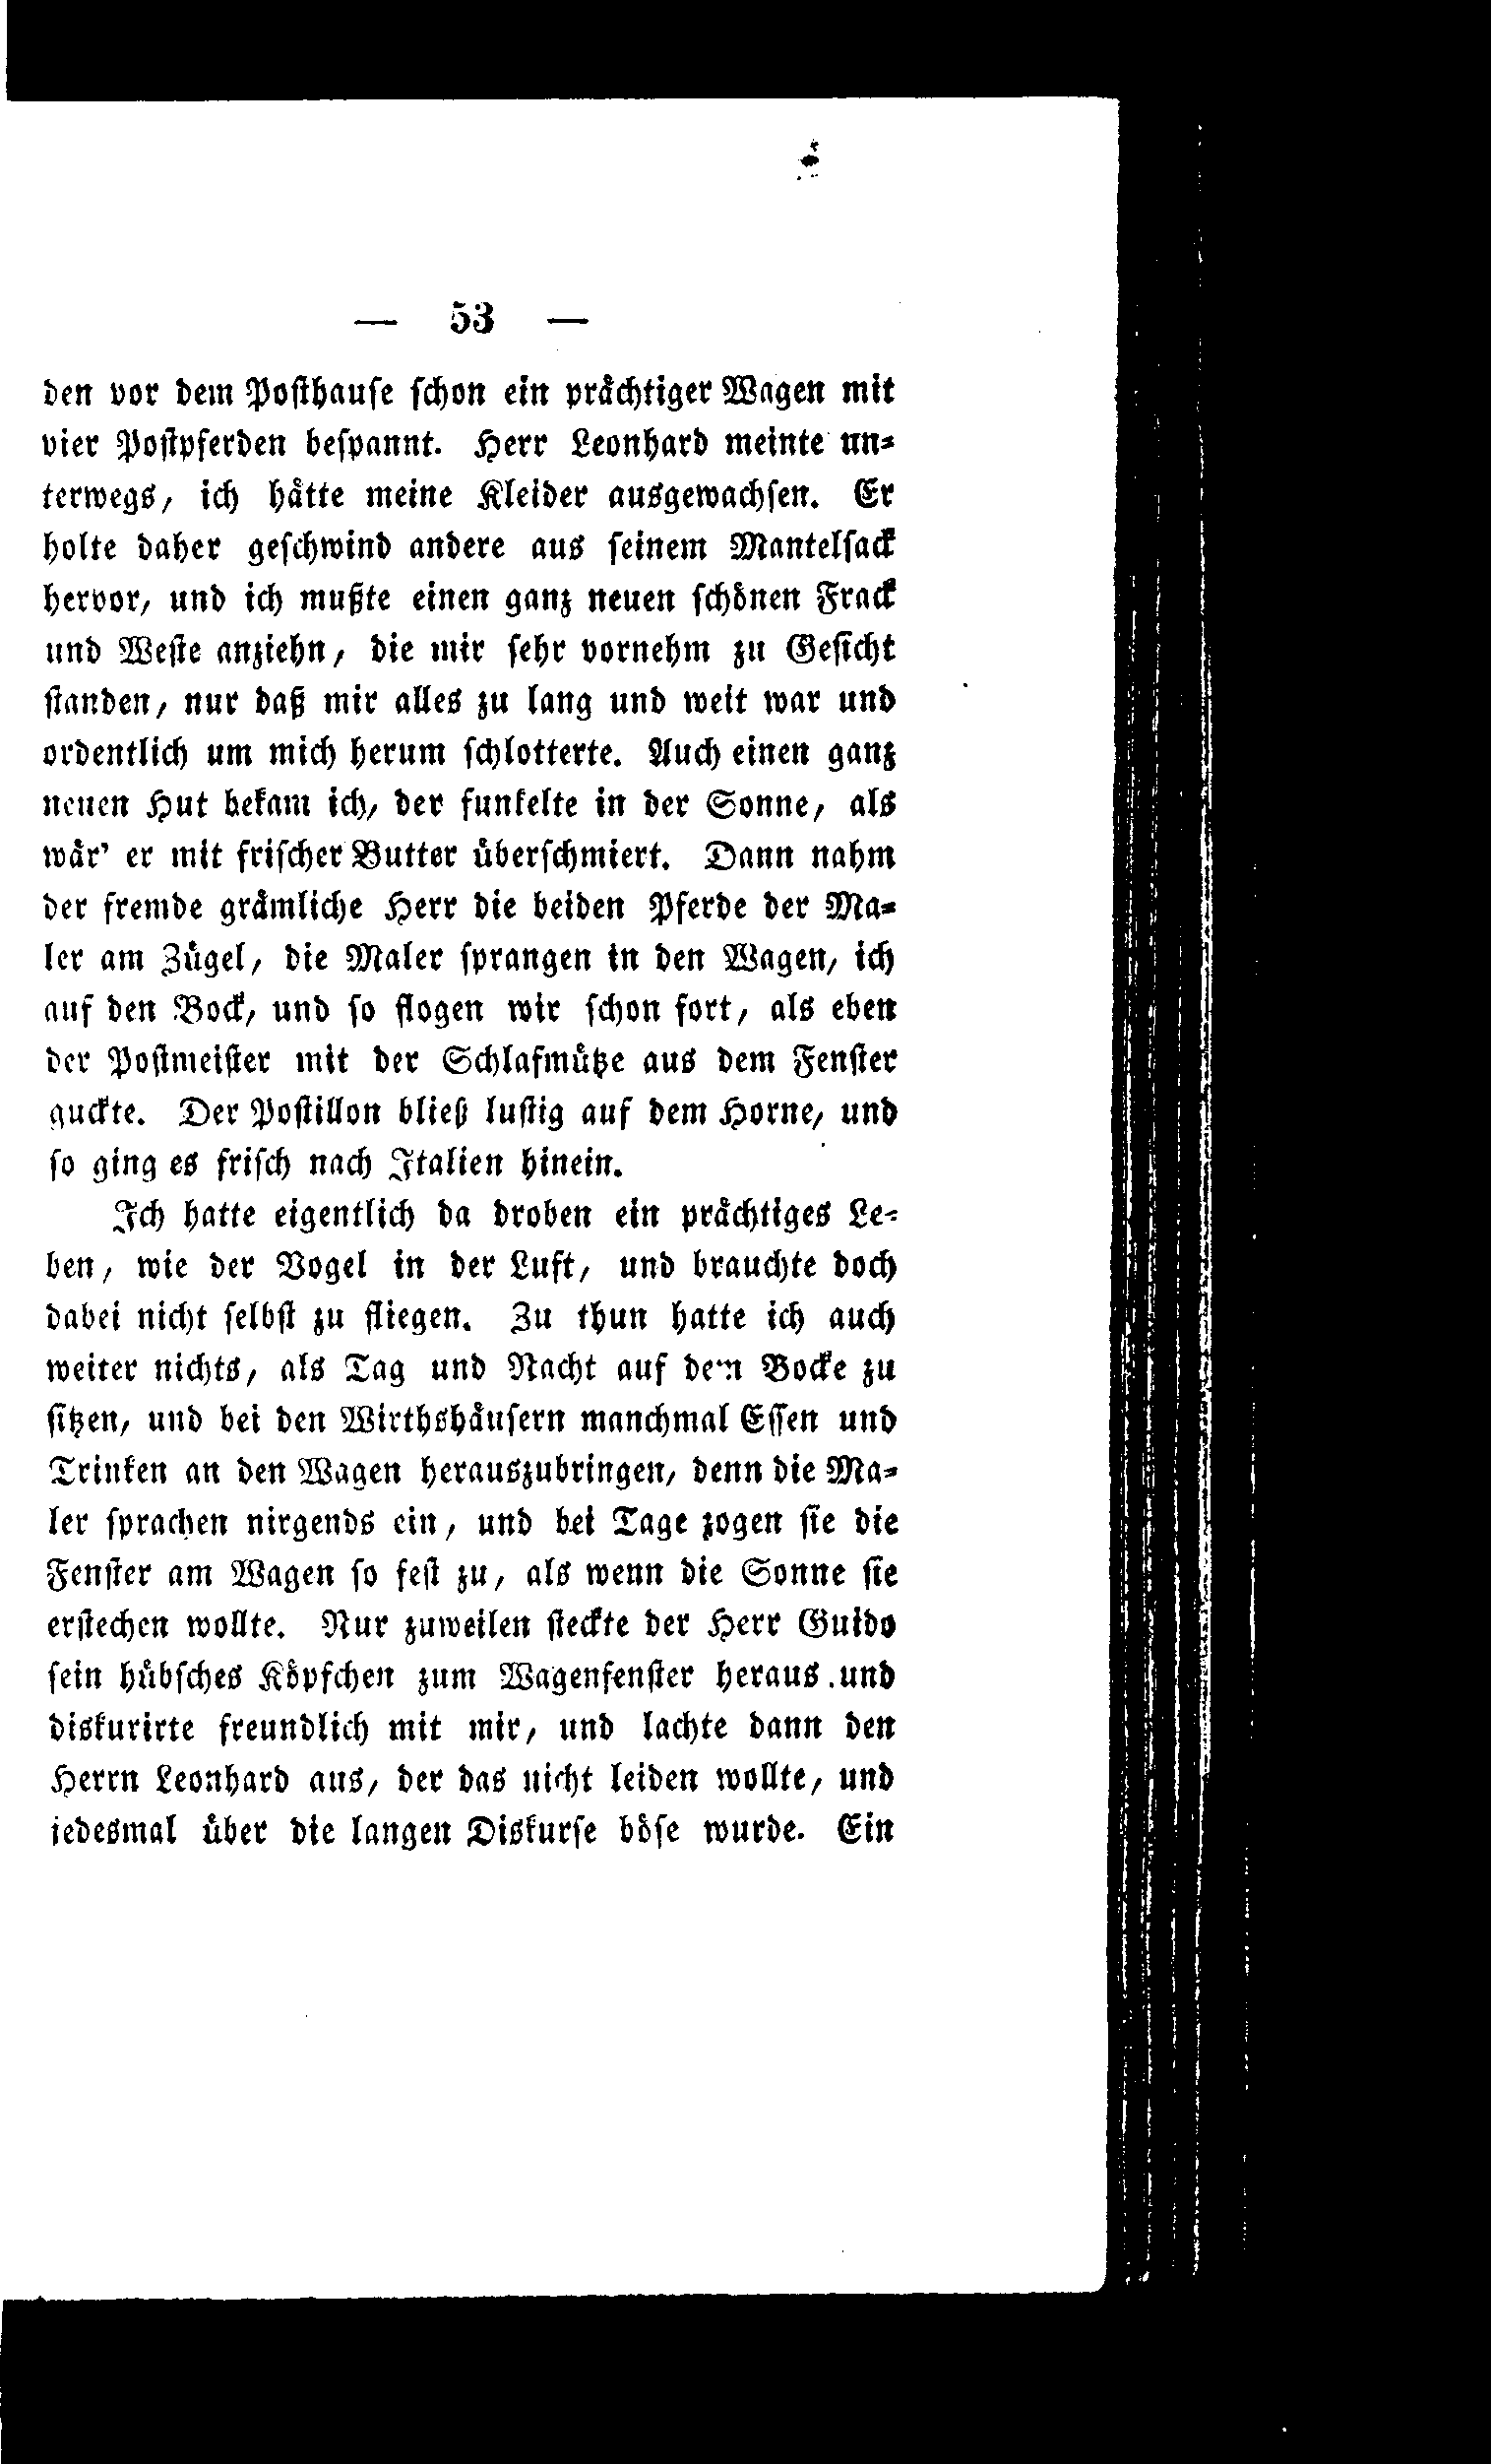 — 53 —
den vor dem Posthause schon ein prächtiger Wagen mit
vier Postpferden bespannt. Herr Leonhard meinte un-
terwegs, ich hätte meine Kleider ausgewachsen. Er
holte daher geschwind andere aus seinem Mantelsack
hervor, und ich mußte einen ganz neuen schönen Frack
und Weste anziehn, die mir sehr vornehm zu Gesicht
standen, nur daß mir alles zu lang und weit war und
ordentlich um mich herum schlotterte. Auch einen ganz
neuen Hut bekam ich, der funkelte in der Sonne, als
wär' er mit frischer Butter überschmiert. Dann nahm
der fremde grämliche Herr die beiden Pferde der Ma-
ler am Zügel, die Maler sprangen in den Wagen, ich
auf den Bock, und so flogen wir schon fort, als eben
der Postmeister mit der Schlafmütze aus dem Fenster
guckte. Der Postillon bließ lustig auf dem Horne, und
so ging es frisch nach Italien hinein.
Ich hatte eigentlich da droben ein prächtiges Le-
ben, wie der Vogel in der Luft, und brauchte doch
dabei nicht selbst zu fliegen. Zu thun hatte ich auch
weiter nichts, als Tag und Nacht auf dem Bocke zu
sitzen, und bei den Wirthshäusern manchmal Essen und
Trinken an den Wagen herauszubringen, denn die Ma-
ler sprachen nirgends ein, und bei Tage zogen sie die
Fenster am Wagen so fest zu, als wenn die Sonne sie
erstechen wollte. Nur zuweilen steckte der Herr Guido
sein hübsches Köpfchen zum Wagenfenster heraus und
diskurirte freundlich mit mir, und lachte dann den
Herrn Leonhard aus, der das nicht leiden wollte, und
jedesmal über die langen Diskurse böse wurde. Ein